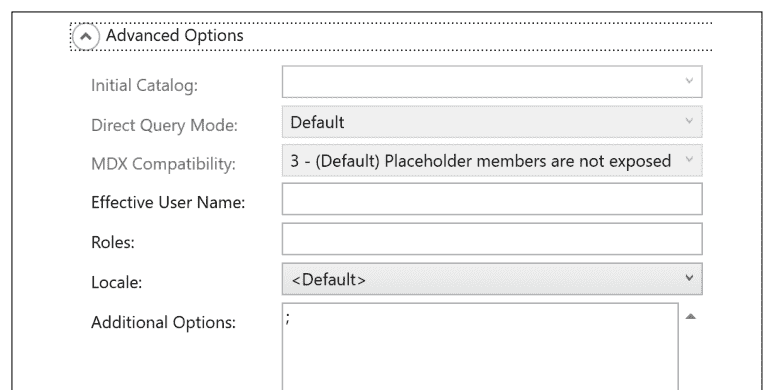 Advanced Options
Initial Catalog:
Direct Query Mode: Default
MDX Compatibility: 3 - (Default) Placeholder members are not exposed
Effective User Name:
Roles:
Locale: <Default>
Additional Options: ;